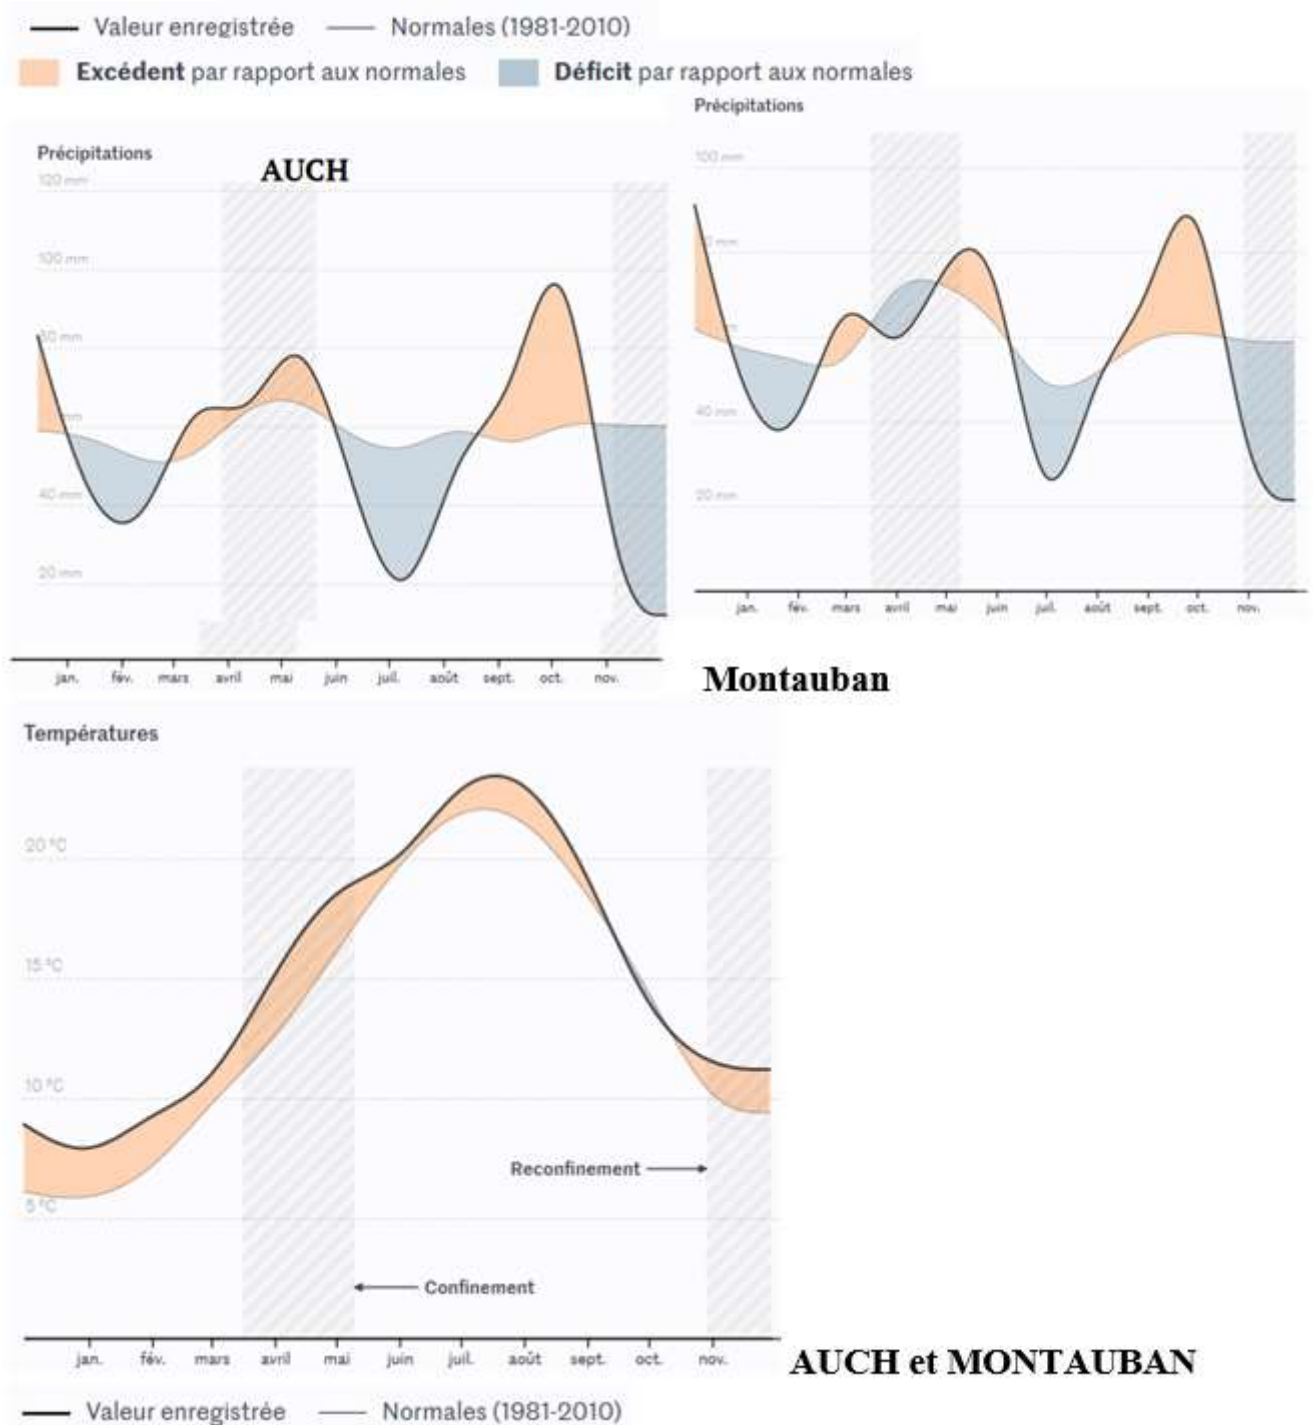 Valeur enregistrée Normales (1981-2010)
Excédent par rapport aux normales Déficit par rapport aux normales
Précipitations
AUCH
120 mm
100 mm
80 mm
mm
40 mm
20 mm
jan. fév. mars avril mai juin juil. août sept. oct. nov.
Précipitations
100 mm
mm
40 mm
20 mm
jan. fév. mars avril mai juin juil. août sept. oct. nov.
Montauban
Températures
20 °C
15 °C
10 °C
5 °C
Reconfinement
Confinement
jan. fév. mars avril mai juin juil. août sept. oct. nov.
AUCH et MONTAUBAN
Valeur enregistrée Normales (1981-2010)